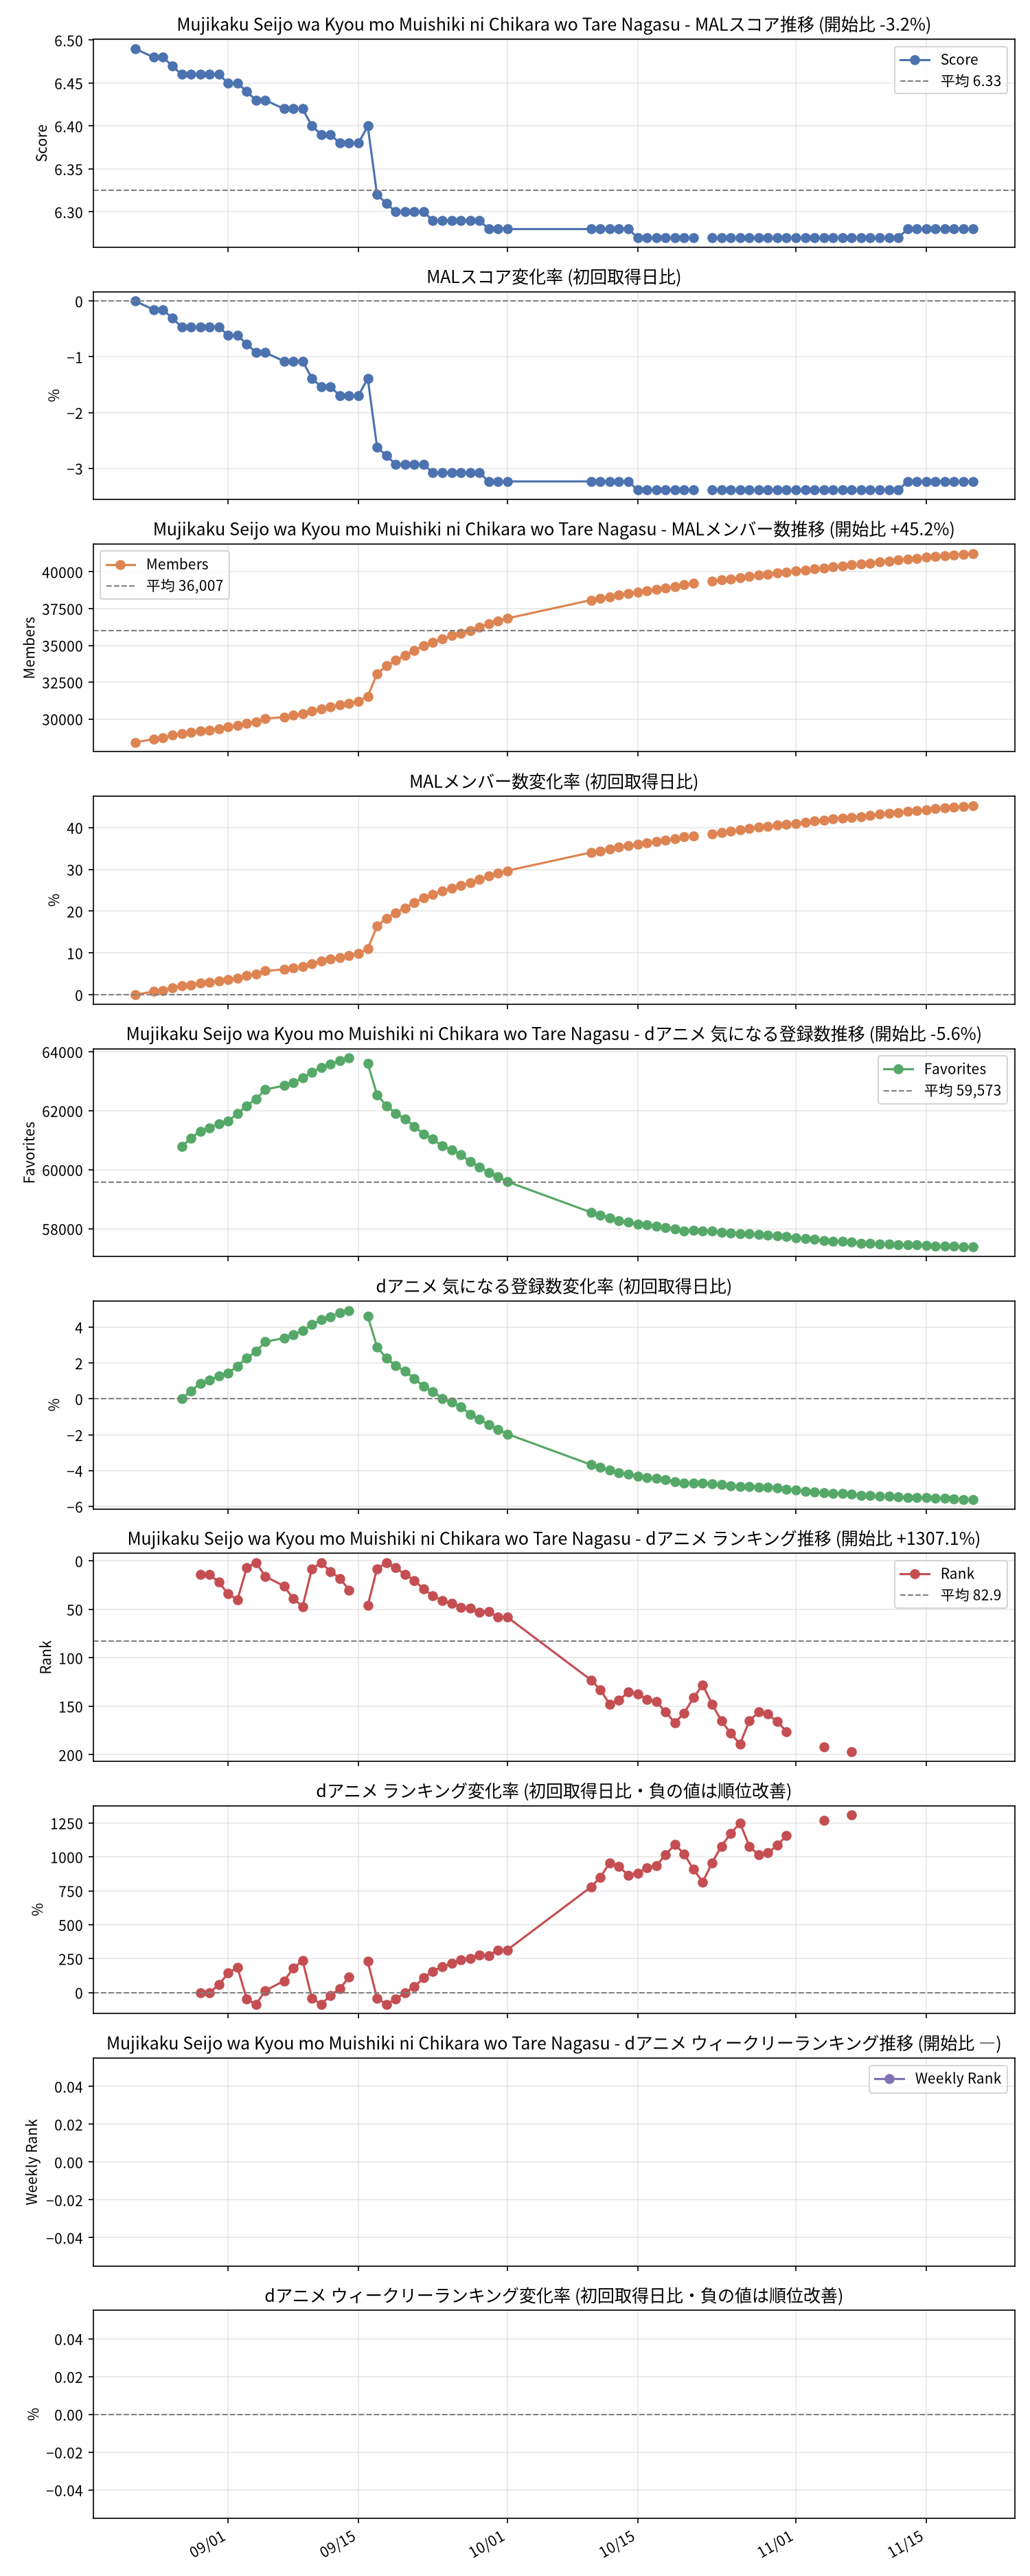 Mujikaku Seijo wa Kyou mo Muishiki ni Chikara wo Tare Nagasu - MALスコア推移 (開始比 -3.2%)
6.50
6.45
6.40
6.35
6.30
Score
Score
平均 6.33
MALスコア変化率 (初回取得日比)
0
−1
−2
−3
%
Mujikaku Seijo wa Kyou mo Muishiki ni Chikara wo Tare Nagasu - MALメンバー数推移 (開始比 +45.2%)
40000
37500
35000
32500
30000
Members
Members
平均 36,007
MALメンバー数変化率 (初回取得日比)
40
30
20
10
0
%
Mujikaku Seijo wa Kyou mo Muishiki ni Chikara wo Tare Nagasu - dアニメ 気になる登録数推移 (開始比 -5.6%)
64000
62000
60000
58000
Favorites
Favorites
平均 59,573
dアニメ 気になる登録数変化率 (初回取得日比)
4
2
0
−2
−4
−6
%
Mujikaku Seijo wa Kyou mo Muishiki ni Chikara wo Tare Nagasu - dアニメ ランキング推移 (開始比 +1307.1%)
0
50
100
150
200
Rank
Rank
平均 82.9
dアニメ ランキング変化率 (初回取得日比・負の値は順位改善)
1250
1000
750
500
250
0
%
Mujikaku Seijo wa Kyou mo Muishiki ni Chikara wo Tare Nagasu - dアニメ ウィークリーランキング推移 (開始比 —)
0.04
0.02
0.00
−0.02
−0.04
Weekly Rank
Weekly Rank
dアニメ ウィークリーランキング変化率 (初回取得日比・負の値は順位改善)
0.04
0.02
0.00
−0.02
−0.04
%
09/01
09/15
10/01
10/15
11/01
11/15